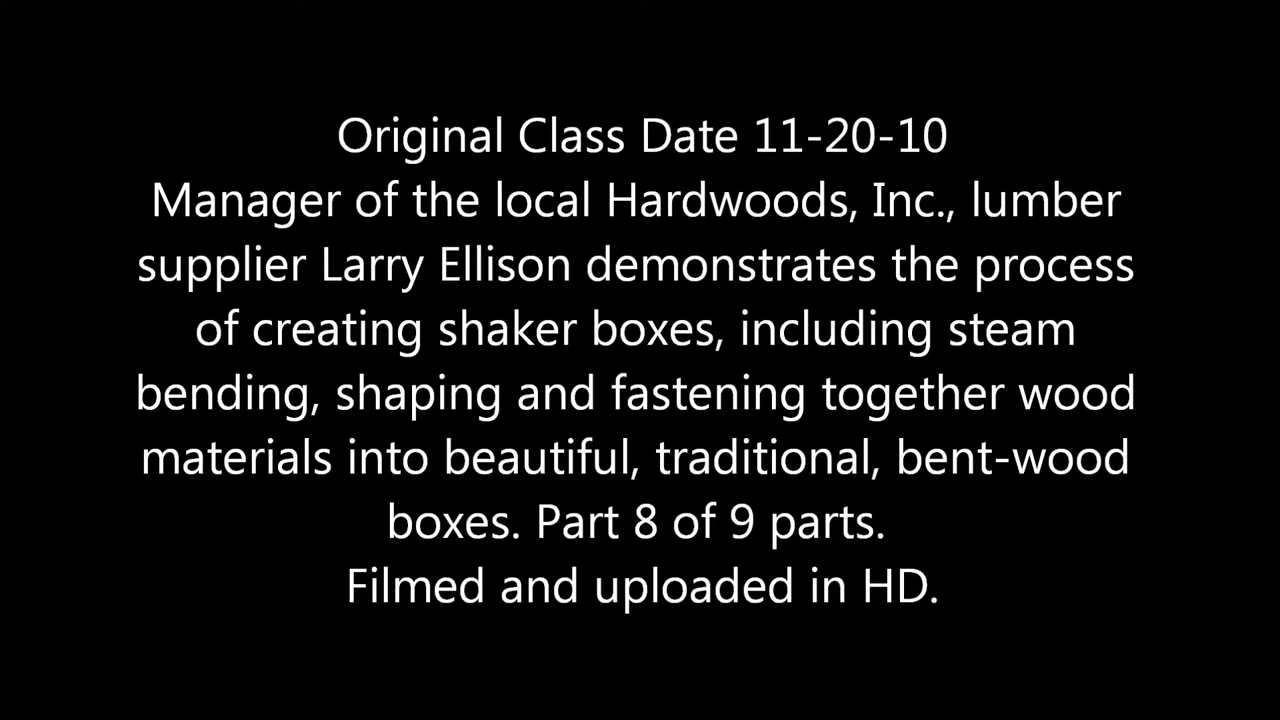 Original Class Date 11-20-10
Manager of the local Hardwoods, Inc., lumber
supplier Larry Ellison demonstrates the process
of creating shaker boxes, including steam
bending, shaping and fastening together wood
materials into beautiful, traditional, bent-wood
boxes. Part 8 of 9 parts.
Filmed and uploaded in HD.